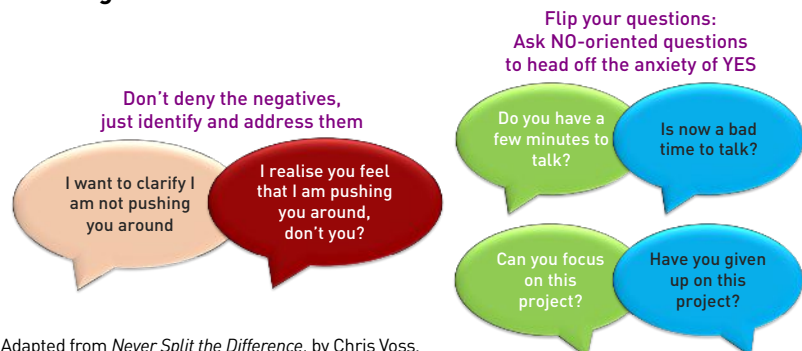 Don't deny the negatives,
just identify and address them
I want to clarify I
am not pushing
you around
I realise you feel
that I am pushing
you around,
don't you?
Flip your questions:
Ask NO-oriented questions
to head off the anxiety of YES
Do you have a
few minutes to
talk?
Is now a bad
time to talk?
Can you focus
on this
project?
Have you given
up on this
project?
Adapted from Never Split the Difference, by Chris Voss.